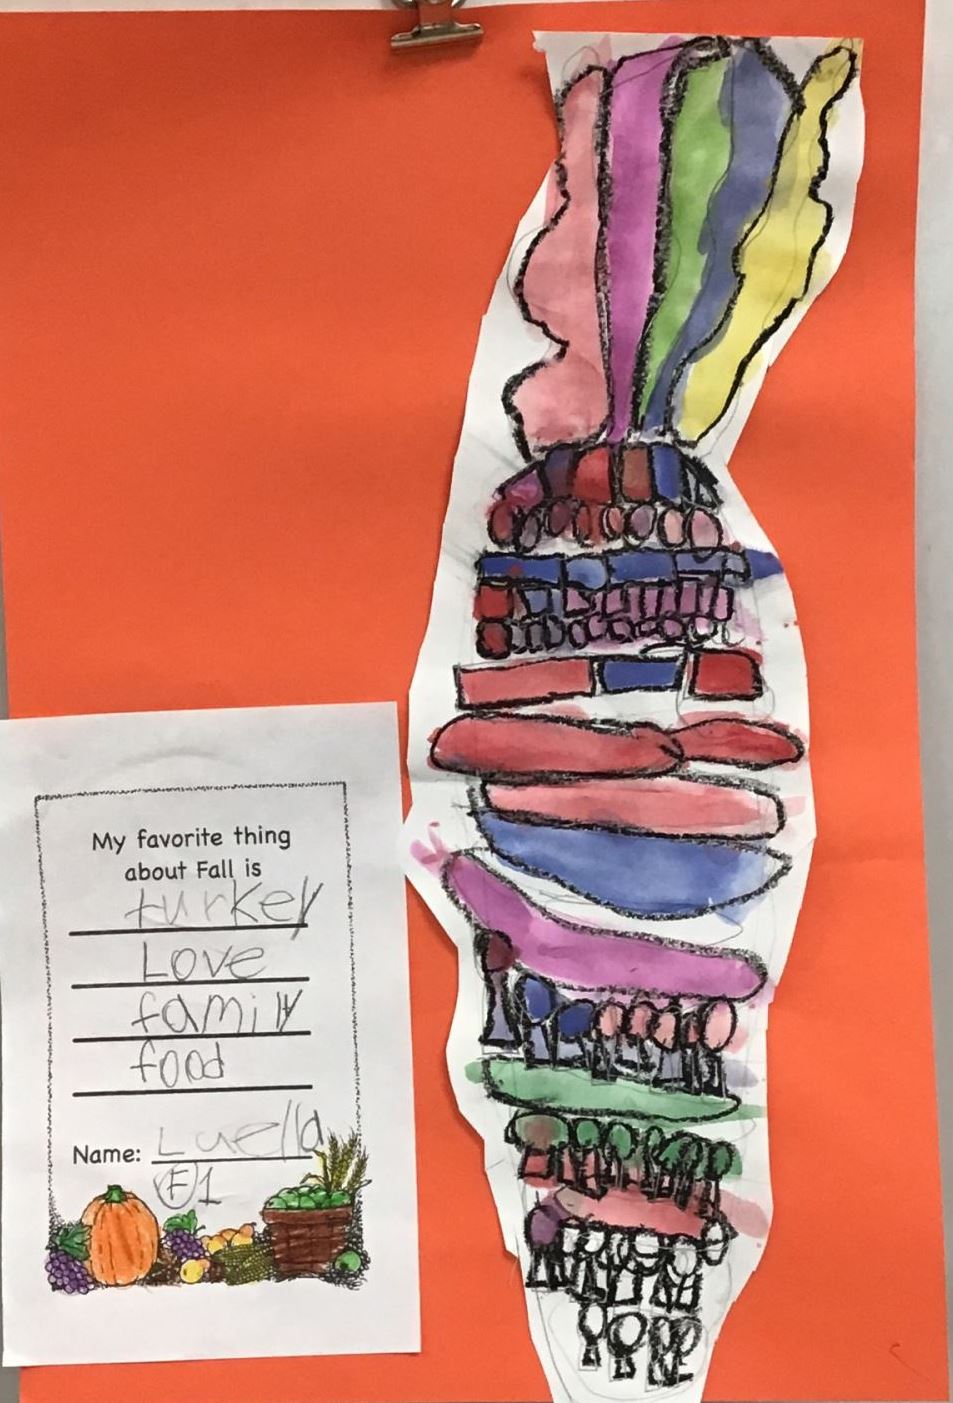 My favorite thing
about Fall is
turkey
Love
family
food
Name: Luella
F1